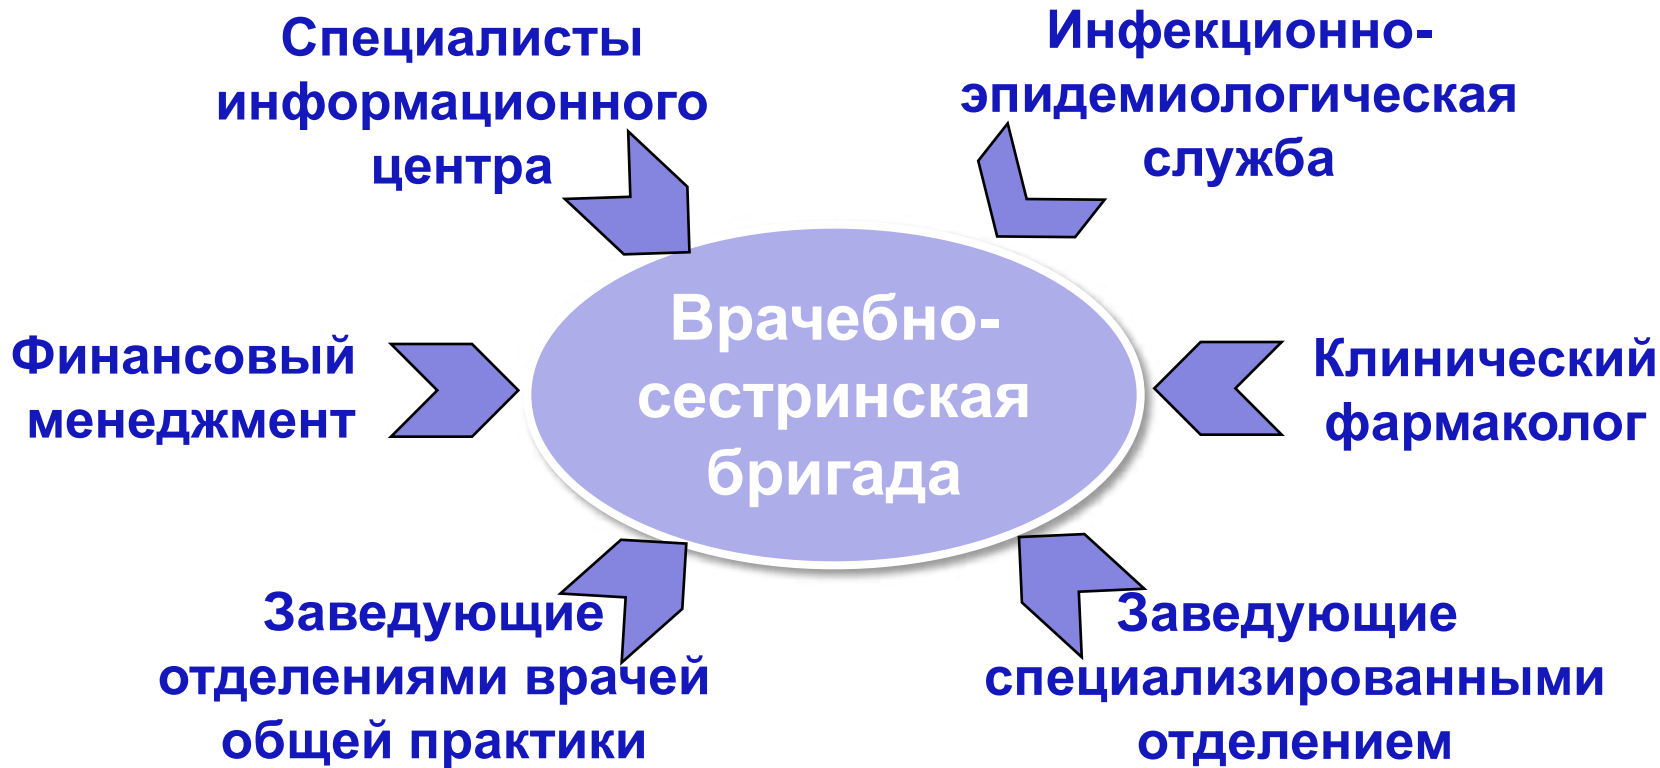 Специалисты
информационного
центра
Инфекционно-
эпидемиологическая
служба
Финансовый
менеджмент
Врачебно-
сестринская
бригада
Клинический
фармаколог
Заведующие
отделениями врачей
общей практики
Заведующие
специализированными
отделением